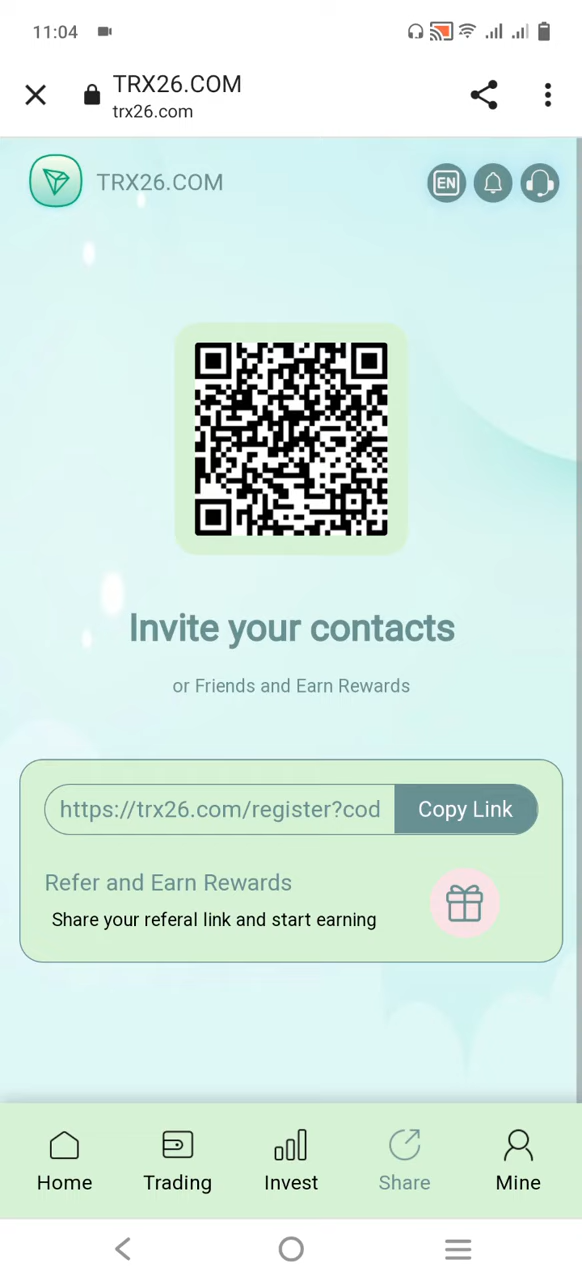 11:04
TRX26.COM
trx26.com
TRX26.COM
EN
Invite your contacts
or Friends and Earn Rewards
https://trx26.com/register?cod
Copy Link
Refer and Earn Rewards
Share your referal link and start earning
Home Trading Invest Share Mine